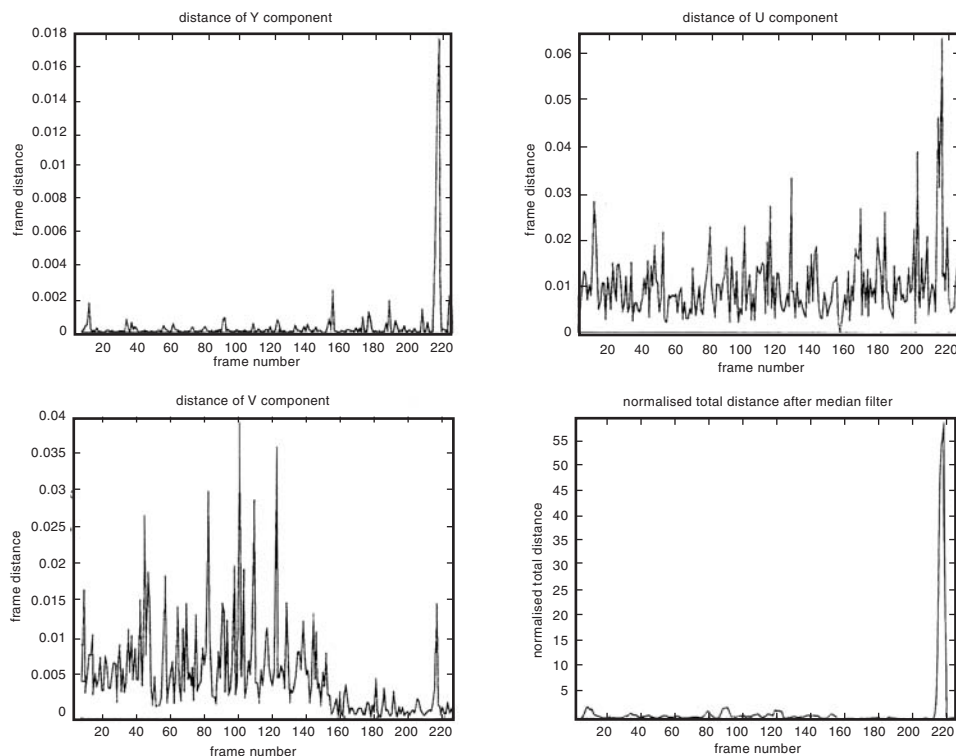 distance of Y component
0.018
0.016
0.014
0.012
0.01
0.008
0.006
0.004
0.002
0
frame distance
20 40 60 80 100 120 140 160 180 200 220
frame number
distance of U component
0.06
0.05
0.04
0.03
0.02
0.01
0
frame distance
20 40 60 80 100 120 140 160 180 200 220
frame number
distance of V component
0.04
0.035
0.03
0.025
0.02
0.015
0.01
0.005
0
frame distance
20 40 60 80 100 120 140 160 180 200 220
frame number
normalised total distance after median filter
55
50
45
40
35
30
25
20
15
10
5
normalised total distance
20 40 60 80 100 120 140 160 180 200 220
frame number